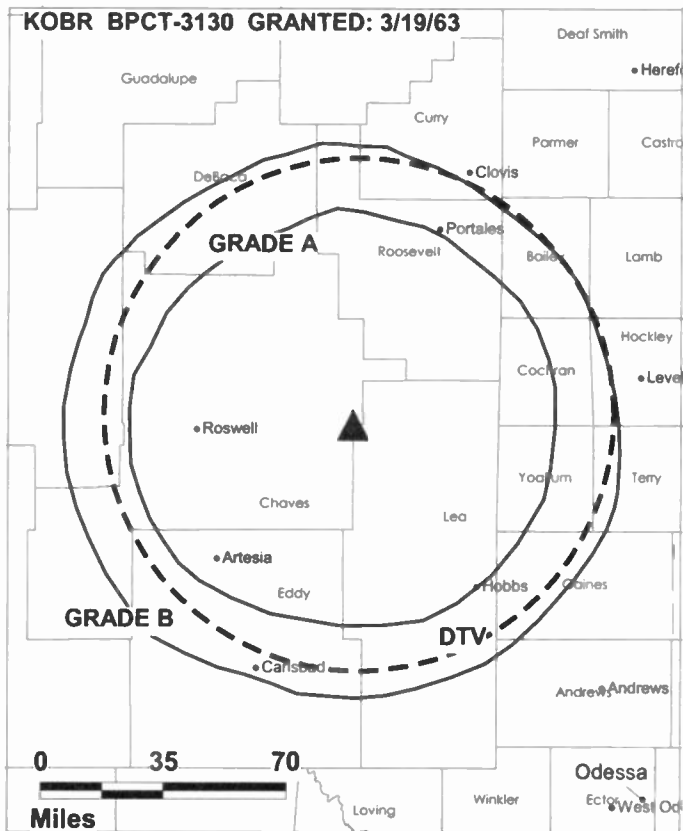 KOBR BPCT-3130 GRANTED: 3/19/63
Deaf Smith
Guadalupe
Curry
Parmer
DeBaca
Clovis
GRADE A
Portales
Roosevelt
Bailey
Lamb
Hockley
Cochran
Roswell
Yoakum
Terry
Chaves
Lea
Artesia
Eddy
Hobbs
Gaines
GRADE B
DTV
Carlsbad
Andrews
Andrews
0 35 70
Miles
Odessa
Loving
Winkler
Ector
West Od